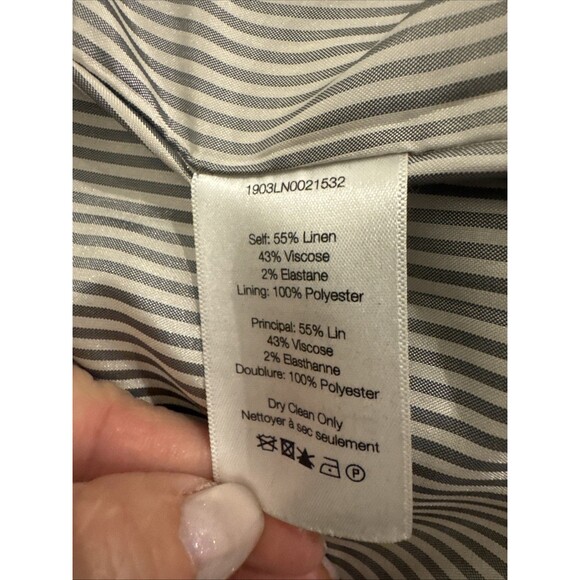 1903LN0021532
Self: 55% Linen
43% Viscose
2% Elastane
Lining: 100% Polyester
Principal: 55% Lin
43% Viscose
2% Elasthanne
Doublure: 100% Polyester
Dry Clean Only
Nettoyer à sec seulement
P